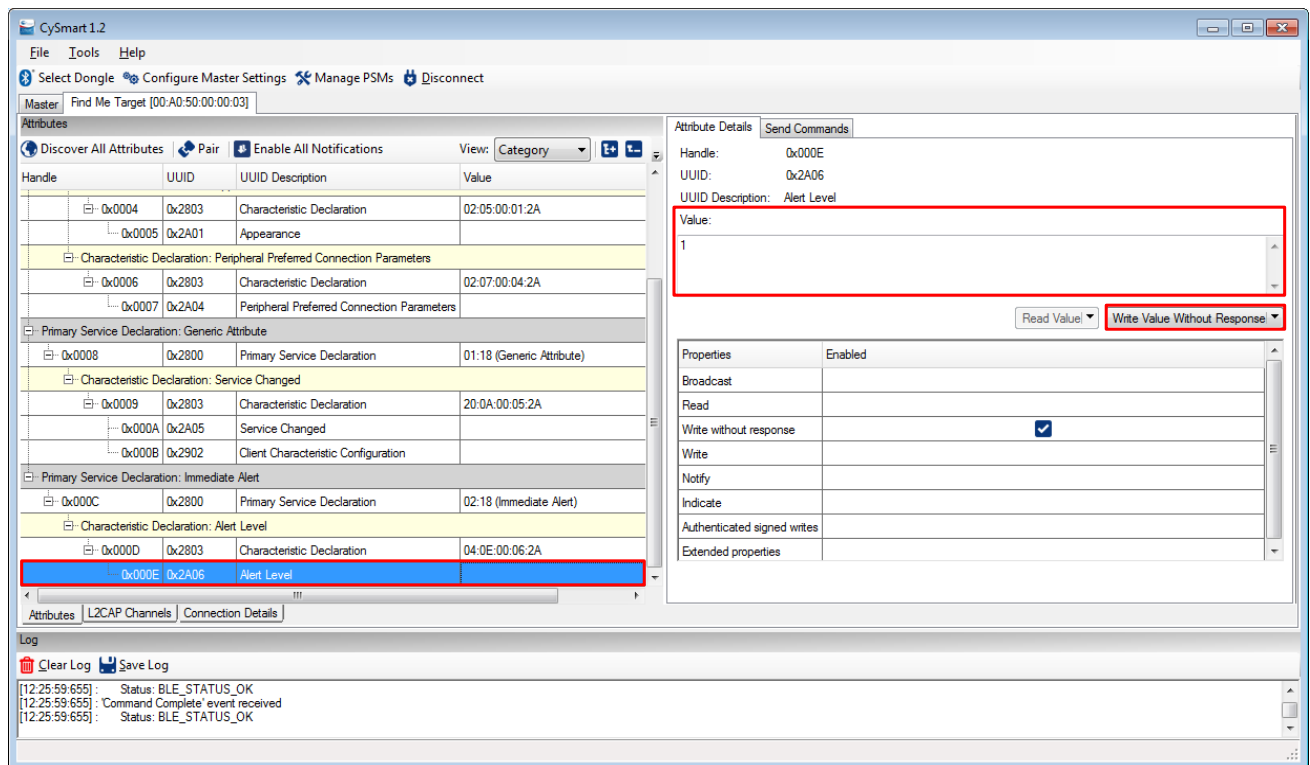 CySmart 1.2
File Tools Help
Select Dongle Configure Master Settings Manage PSMs Disconnect
Master Find Me Target [00:A0:50:00:00:03]
Attributes
Discover All Attributes Pair Enable All Notifications View: Category
Handle UUID UUID Description Value
0x0004 0x2803 Characteristic Declaration 02:05:00:01:2A
0x0005 0x2A01 Appearance
Characteristic Declaration: Peripheral Preferred Connection Parameters
0x0006 0x2803 Characteristic Declaration 02:07:00:04:2A
0x0007 0x2A04 Peripheral Preferred Connection Parameters
Primary Service Declaration: Generic Attribute
0x0008 0x2800 Primary Service Declaration 01:18 (Generic Attribute)
Characteristic Declaration: Service Changed
0x0009 0x2803 Characteristic Declaration 20:0A:00:05:2A
0x000A 0x2A05 Service Changed
0x000B 0x2902 Client Characteristic Configuration
Primary Service Declaration: Immediate Alert
0x000C 0x2800 Primary Service Declaration 02:18 (Immediate Alert)
Characteristic Declaration: Alert Level
0x000D 0x2803 Characteristic Declaration 04:0E:00:06:2A
0x000E 0x2A06 Alert Level
Attributes L2CAP Channels Connection Details
Attribute Details Send Commands
Handle: 0x000E
UUID: 0x2A06
UUID Description: Alert Level
Value:
1
Read Value Write Value Without Response
Properties Enabled
Broadcast
Read
Write without response
Write
Notify
Indicate
Authenticated signed writes
Extended properties
Log
Clear Log Save Log
[12:25:59:655] : Status: BLE_STATUS_OK
[12:25:59:655] : 'Command Complete' event received
[12:25:59:655] : Status: BLE_STATUS_OK